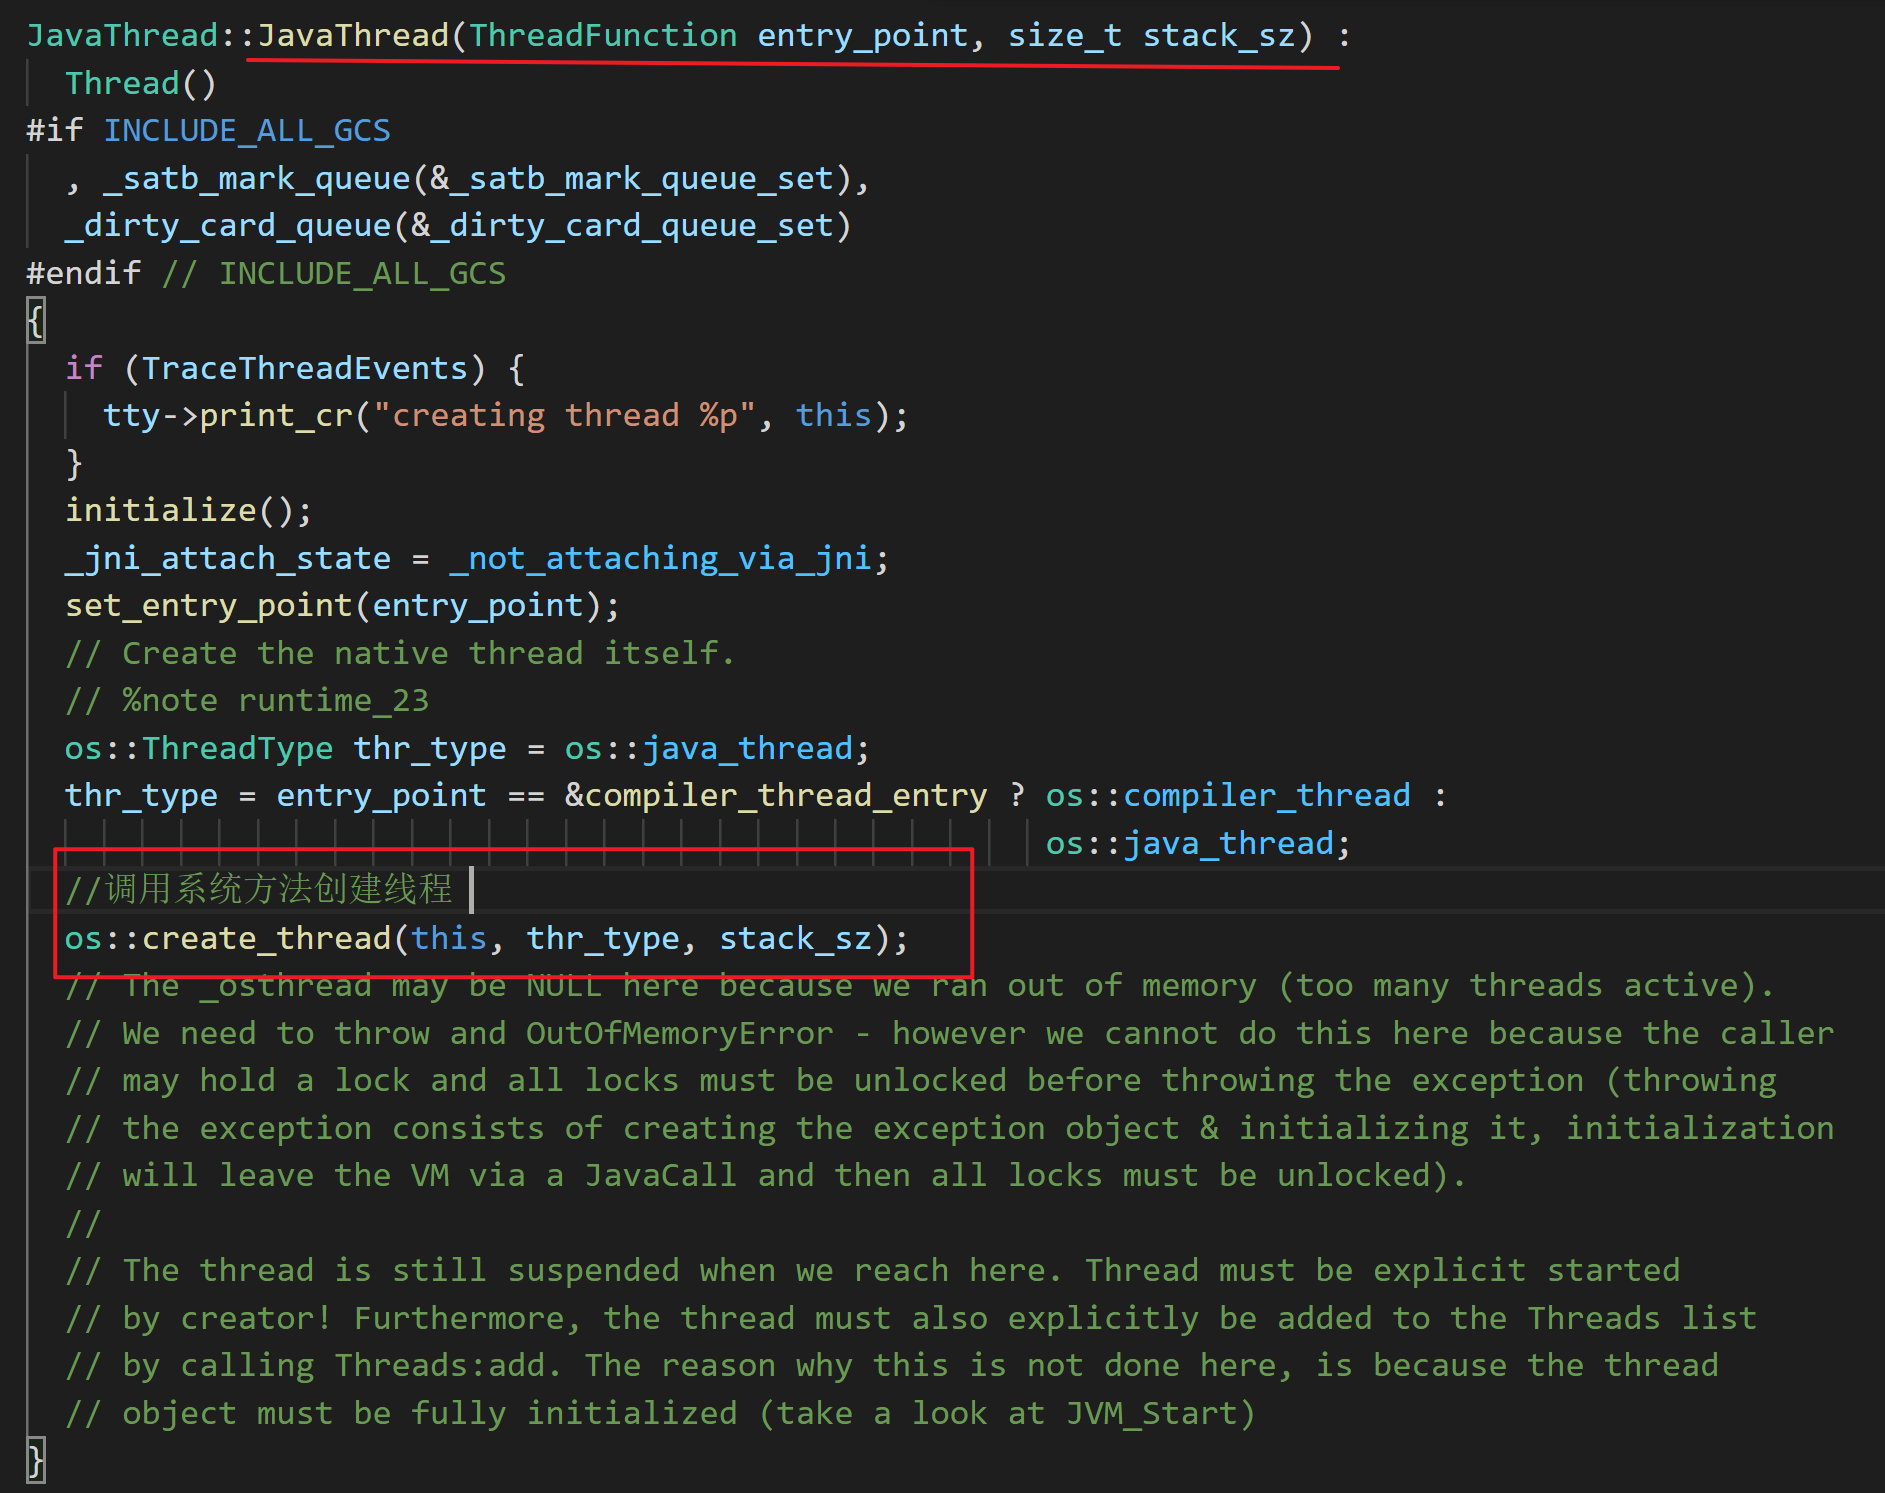 JavaThread::JavaThread(ThreadFunction entry_point, size_t stack_sz) :
  Thread()
#if INCLUDE_ALL_GCS
  , _satb_mark_queue(&_satb_mark_queue_set),
  _dirty_card_queue(&_dirty_card_queue_set)
#endif // INCLUDE_ALL_GCS
{
  if (TraceThreadEvents) {
    tty->print_cr("creating thread %p", this);
  }
  initialize();
  _jni_attach_state = _not_attaching_via_jni;
  set_entry_point(entry_point);
  // Create the native thread itself.
  // %note runtime_23
  os::ThreadType thr_type = os::java_thread;
  thr_type = entry_point == &compiler_thread_entry ? os::compiler_thread :
                                                     os::java_thread;
  //调用系统方法创建线程
  os::create_thread(this, thr_type, stack_sz);
  // The _osthread may be NULL here because we ran out of memory (too many threads active).
  // We need to throw and OutOfMemoryError - however we cannot do this here because the caller
  // may hold a lock and all locks must be unlocked before throwing the exception (throwing
  // the exception consists of creating the exception object & initializing it, initialization
  // will leave the VM via a JavaCall and then all locks must be unlocked).
  //
  // The thread is still suspended when we reach here. Thread must be explicit started
  // by creator! Furthermore, the thread must also explicitly be added to the Threads list
  // by calling Threads:add. The reason why this is not done here, is because the thread
  // object must be fully initialized (take a look at JVM_Start)
}